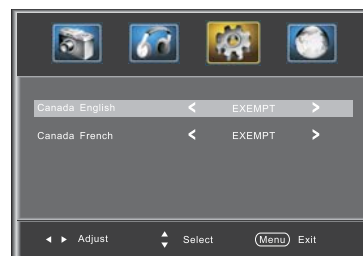 Canada English < EXEMPT >
Canada French < EXEMPT >
Adjust Select Menu Exit